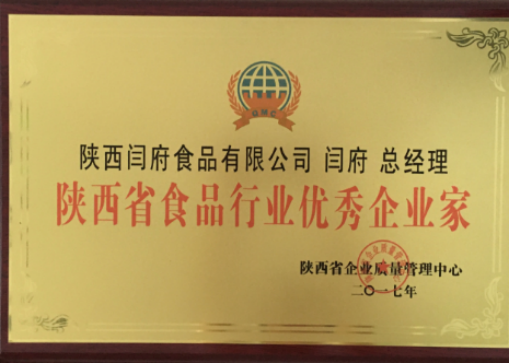 陕西闫府食品有限公司 闫府 总经理
陕西省食品行业优秀企业家
陕西省企业质量管理中心
二〇一七年